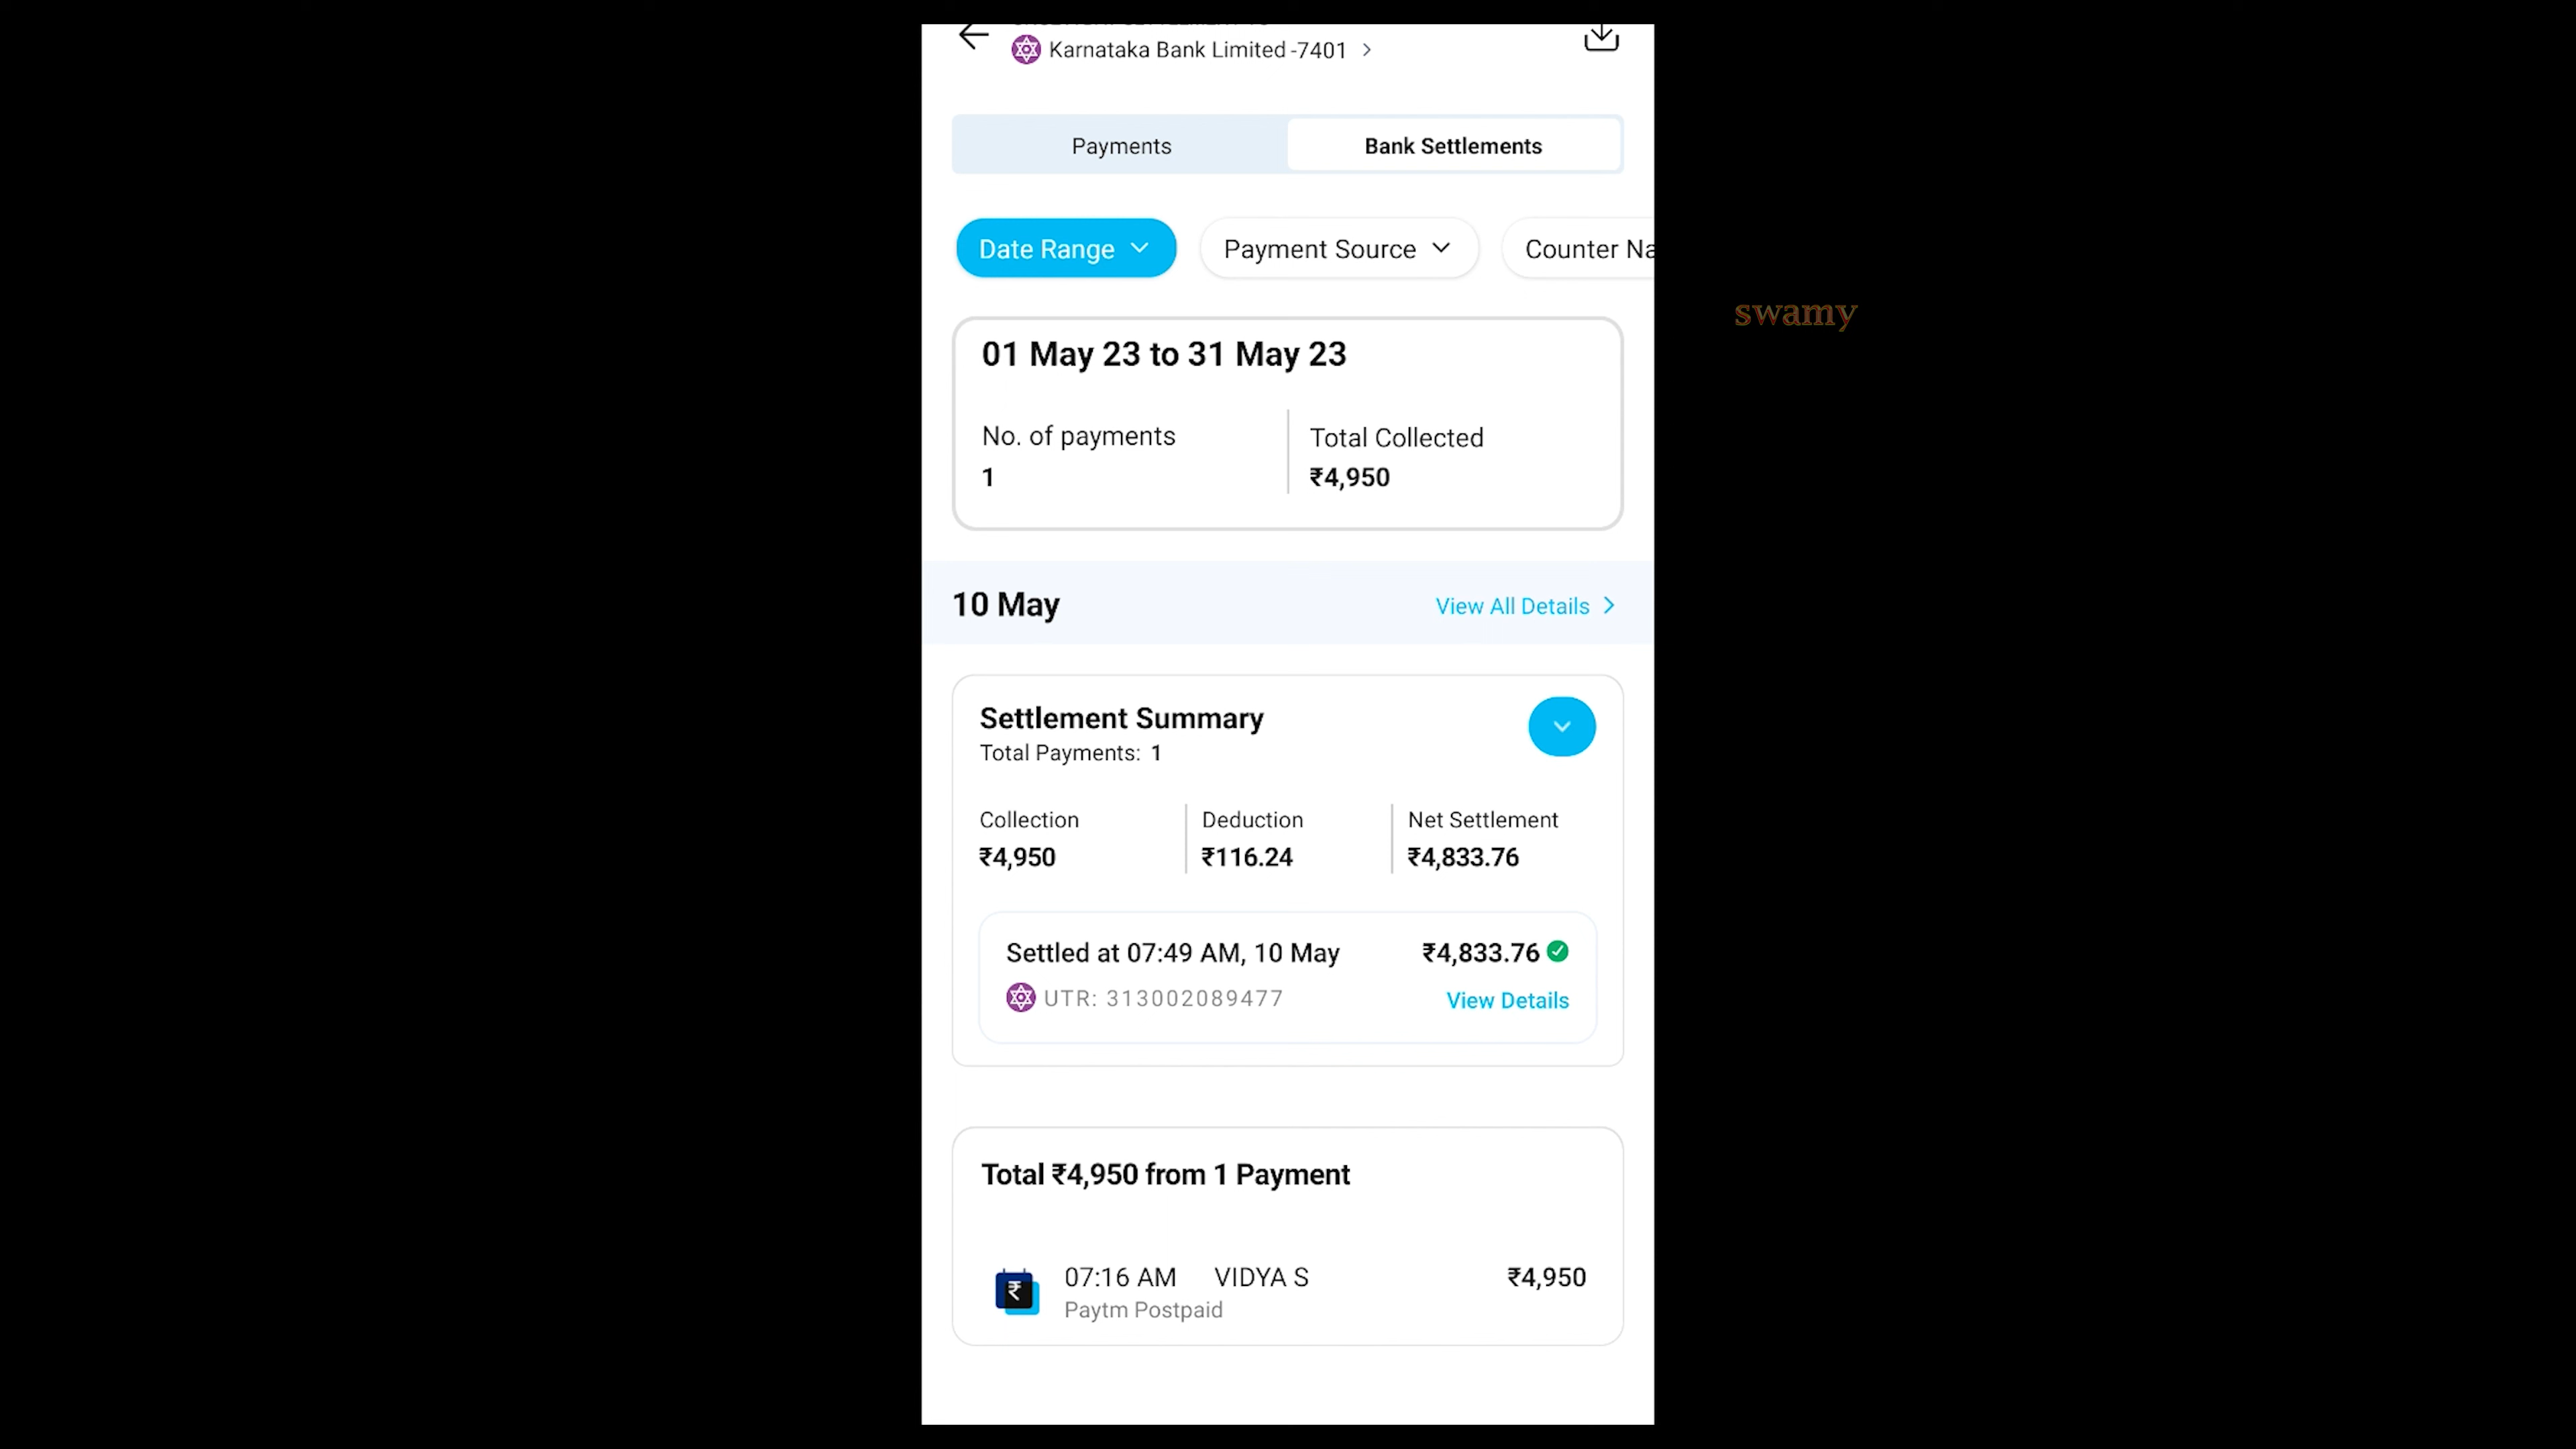 Karnataka Bank Limited -7401
Payments
Bank Settlements
Date Range
Payment Source
Counter Na
swamy
01 May 23 to 31 May 23
No. of payments
Total Collected
1
₹4,950
10 May
View All Details
Settlement Summary
Total Payments: 1
Collection
Deduction
Net Settlement
₹4,950
₹116.24
₹4,833.76
Settled at 07:49 AM, 10 May
₹4,833.76
UTR: 313002089477
View Details
Total ₹4,950 from 1 Payment
07:16 AM VIDYA S
₹4,950
Paytm Postpaid